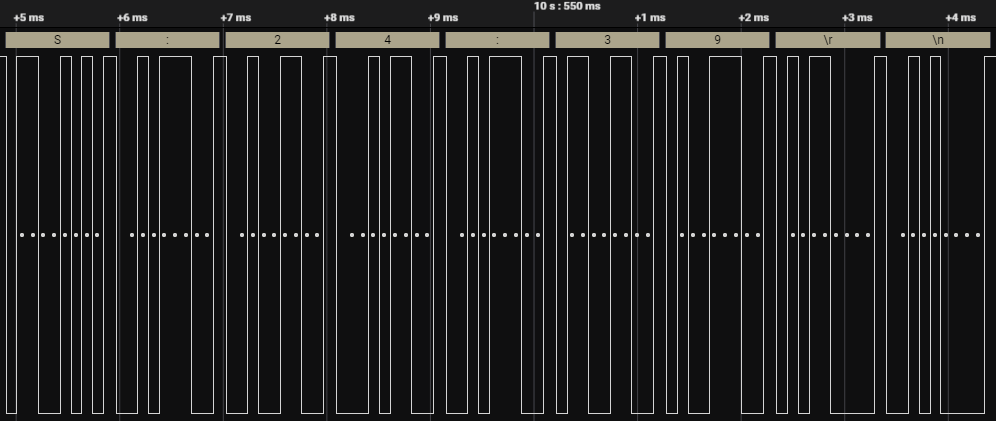 10 s : 550 ms
+5 ms +6 ms +7 ms +8 ms +9 ms +1 ms +2 ms +3 ms +4 ms
S : 2 4 : 3 9 \r \n